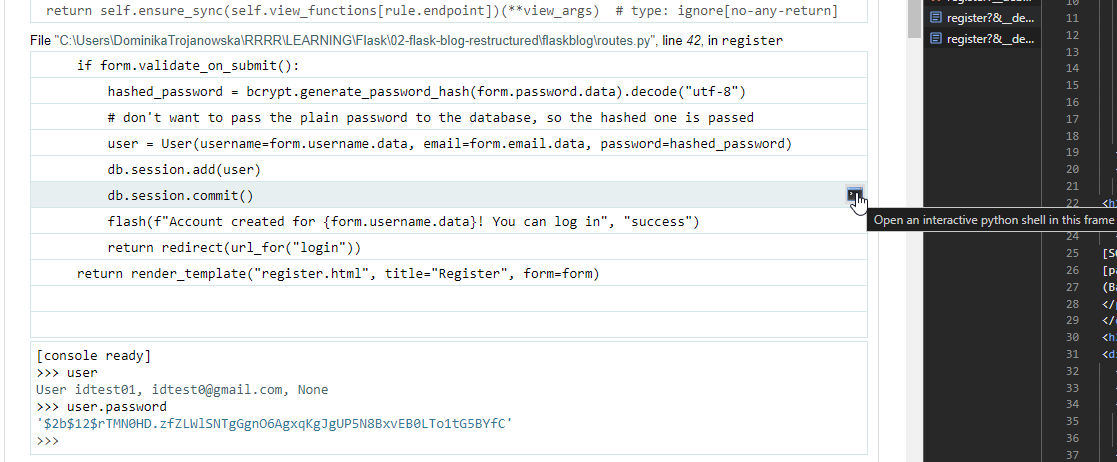 return self.ensure_sync(self.view_functions[rule.endpoint])(**view_args)  # type: ignore[no-any-return]
File "C:\Users\DominikaTrojanowska\RRRR\LEARNING\Flask\02-flask-blog-restructured\flaskblog\routes.py", line 42, in register
if form.validate_on_submit():
hashed_password = bcrypt.generate_password_hash(form.password.data).decode("utf-8")
# don't want to pass the plain password to the database, so the hashed one is passed
user = User(username=form.username.data, email=form.email.data, password=hashed_password)
db.session.add(user)
db.session.commit()
flash(f"Account created for {form.username.data}! You can log in", "success")
return redirect(url_for("login"))
return render_template("register.html", title="Register", form=form)
[console ready]
>>> user
User idtest01, idtest0@gmail.com, None
>>> user.password
'$2b$12$rTMN0HD.zfZLWlSNTgGgnO6AgxqKgJgUP5N8BxvEB0LTo1tG5BYfC'
>>>
Open an interactive python shell in this frame
register?&__de...
register?&__de...
10
11
12
13
14
15
16
17
18
19
20
21
22 <h
24
25 [S
26 [p
27 (B
28 </
29 </
30 <h
31 <d
32
33
34
35
36
37